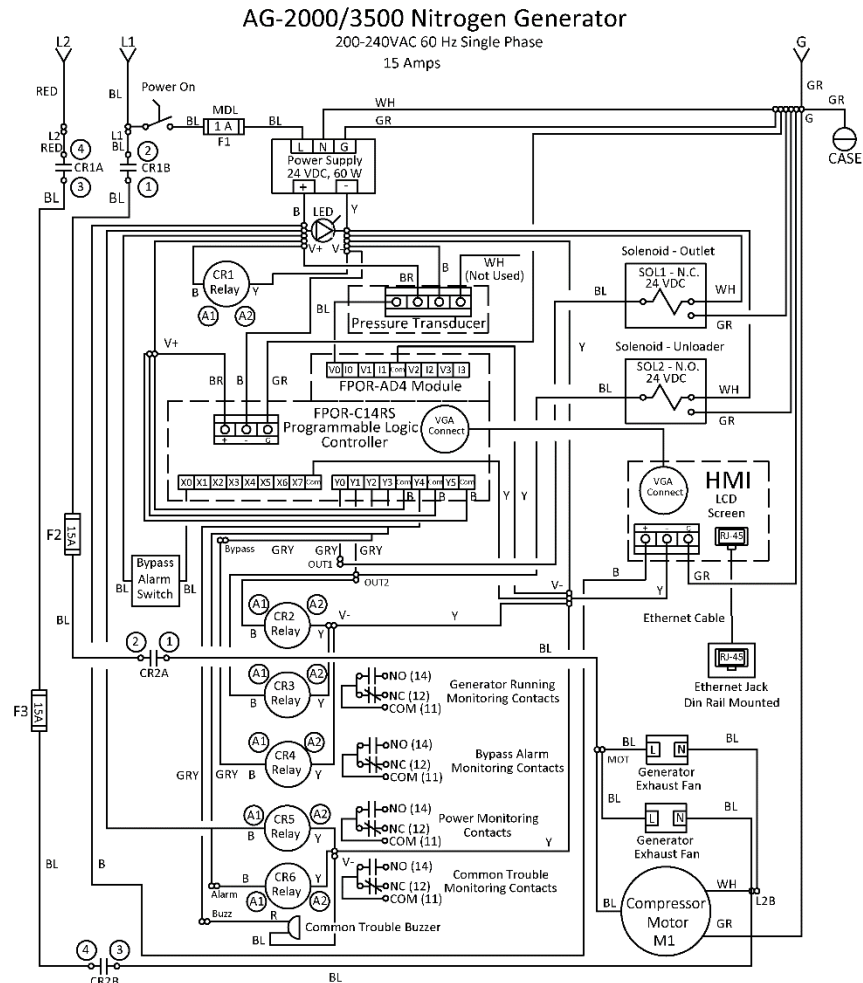 AG-2000/3500 Nitrogen Generator
200-240VAC 60 Hz Single Phase
15 Amps
L2 L1 G
RED BL Power On GR
MDL WH GR
BL 1 A BL GR G
F1
L2 L1 L N G CASE
RED 4 BL 2 Power Supply
CR1A CR1B 24 VDC, 60 W
3 1 + -
BL BL B LED Y
V+ V-
WH
(Not Used)
Solenoid - Outlet
CR1
Relay
B Y BR B
SOL1 - N.C.
24 VDC
BL WH
A1 A2 BL GR
Pressure Transducer
Solenoid - Unloader
V+ Y
V0 I0 V1 I1 Com V2 I2 V3 I3
FPOR-AD4 Module
SOL2 - N.O.
24 VDC
BR B GR BL WH
GR
FPOR-C14RS
Programmable Logic
Controller
+ - G
VGA
Connect
HMI
LCD
Screen
VGA
Connect
X0 X1 X2 X3 X4 X5 X6 X7 Com Y0 Y1 Y2 Y3 Com Y4 Com Y5 Com
B B B Y Y
+ - G RJ-45
F2 15A
Bypass GRY GRY GRY
OUT1
OUT2
Bypass
Alarm
Switch
BL BL
B Y GR
V-
Ethernet Cable
A1 A2 V- Y
CR2
Relay
B Y
BL
2 1
CR2A
BL
RJ-45
Ethernet Jack
Din Rail Mounted
A1 A2
CR3
Relay
B Y
NO (14)
NC (12)
COM (11)
Generator Running
Monitoring Contacts
F3 15A
A1 A2
CR4
Relay
GRY GRY B Y
NO (14)
NC (12)
COM (11)
Bypass Alarm
Monitoring Contacts
BL L N BL
MOT
Generator
Exhaust Fan
A1 A2
CR5
Relay
B Y
NO (14)
NC (12)
COM (11)
Power Monitoring
Contacts
Y
BL L N BL
Generator
Exhaust Fan
BL B
V-
CR6
Relay
Alarm B Y
A1 A2
NO (14)
NC (12)
COM (11)
Common Trouble
Monitoring Contacts
Buzz R
BL
Common Trouble Buzzer
BL Compressor
Motor
M1
WH
L2B
GR
4 3
CR2B
BL